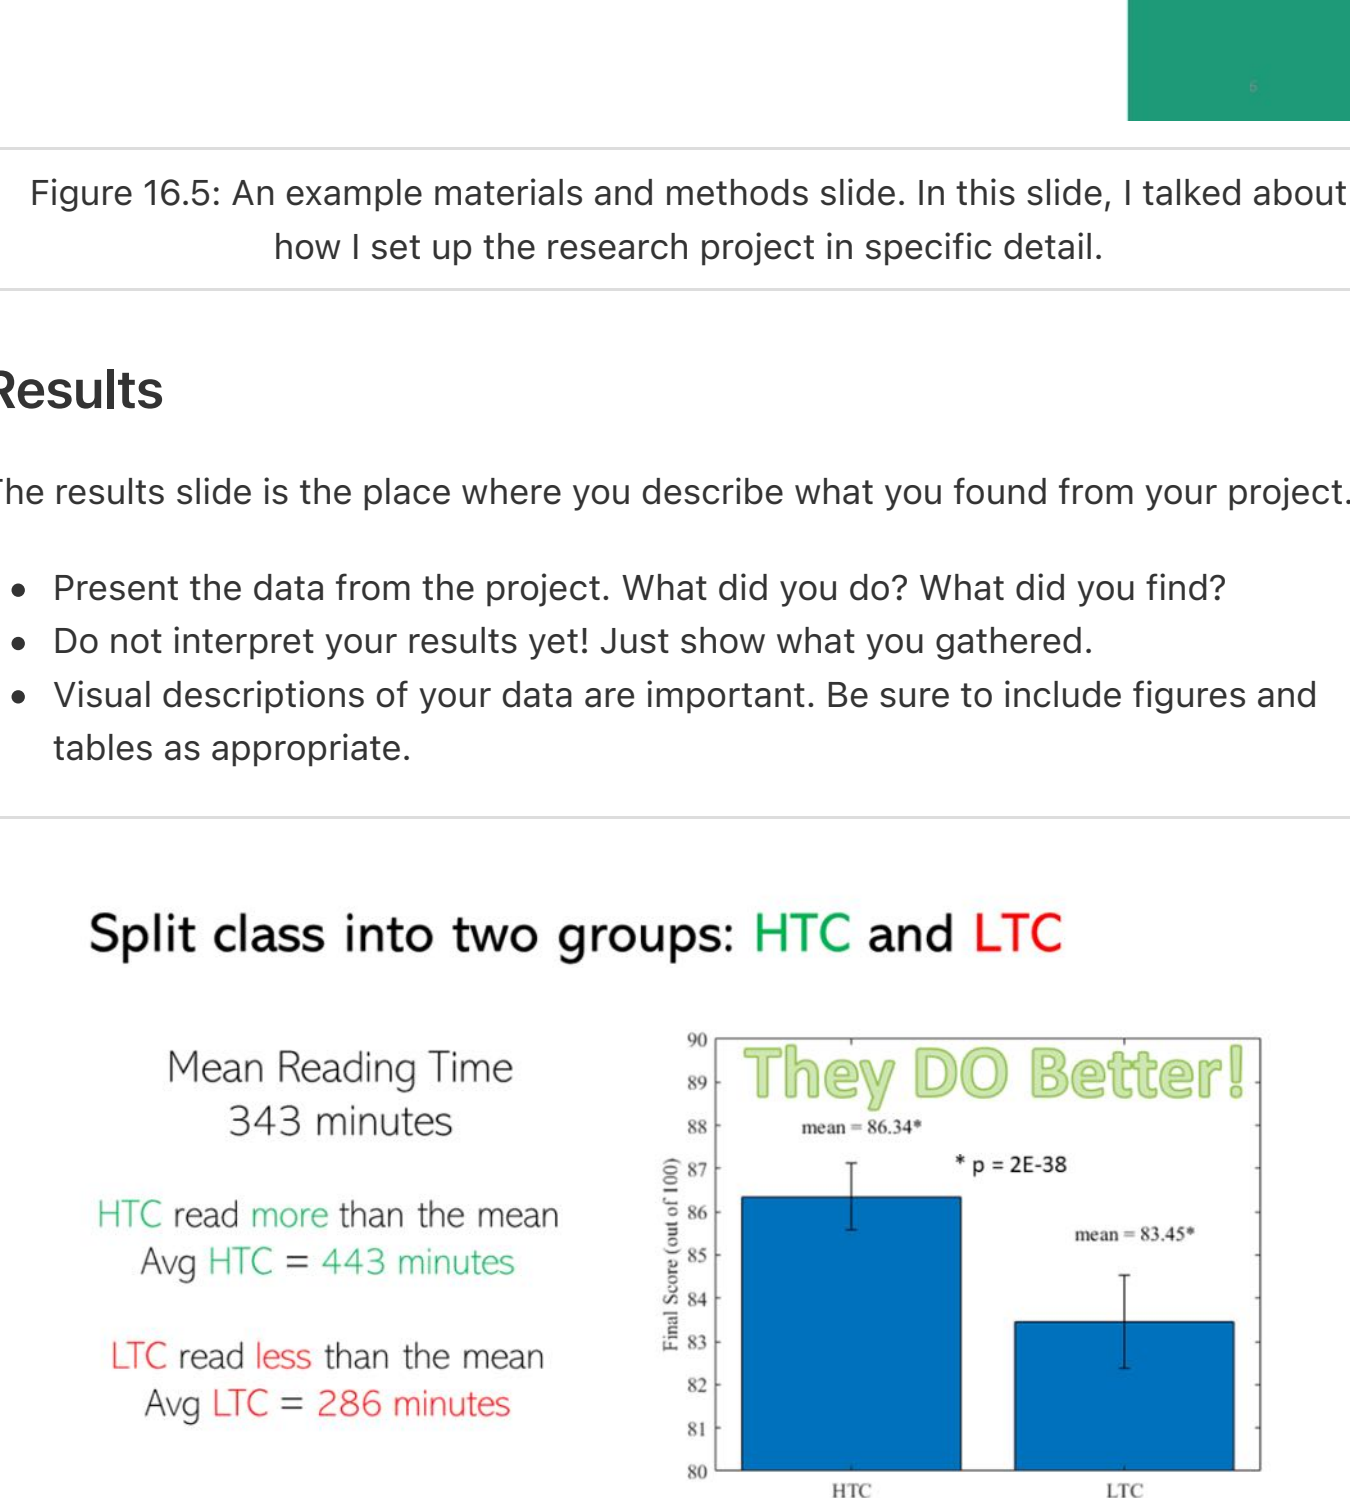 6
Figure 16.5: An example materials and methods slide. In this slide, I talked about
how I set up the research project in specific detail.
Results
The results slide is the place where you describe what you found from your project.
• Present the data from the project. What did you do? What did you find?
• Do not interpret your results yet! Just show what you gathered.
• Visual descriptions of your data are important. Be sure to include figures and
tables as appropriate.
Split class into two groups: HTC and LTC
Mean Reading Time
343 minutes
HTC read more than the mean
Avg HTC = 443 minutes
LTC read less than the mean
Avg LTC = 286 minutes
They DO Better!
mean = 86.34*
* p = 2E-38
mean = 83.45*
Final Score (out of 100)
90
89
88
87
86
85
84
83
82
81
80
HTC
LTC